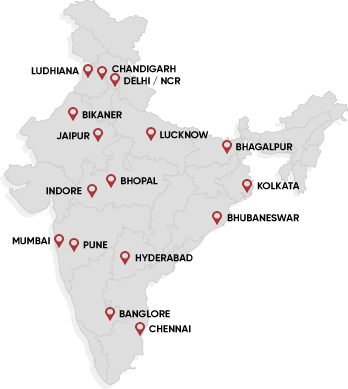 LUDHIANA
CHANDIGARH
DELHI / NCR
BIKANER
JAIPUR
LUCKNOW
BHAGALPUR
BHOPAL
INDORE
KOLKATA
BHUBANESWAR
MUMBAI
PUNE
HYDERABAD
BANGLORE
CHENNAI